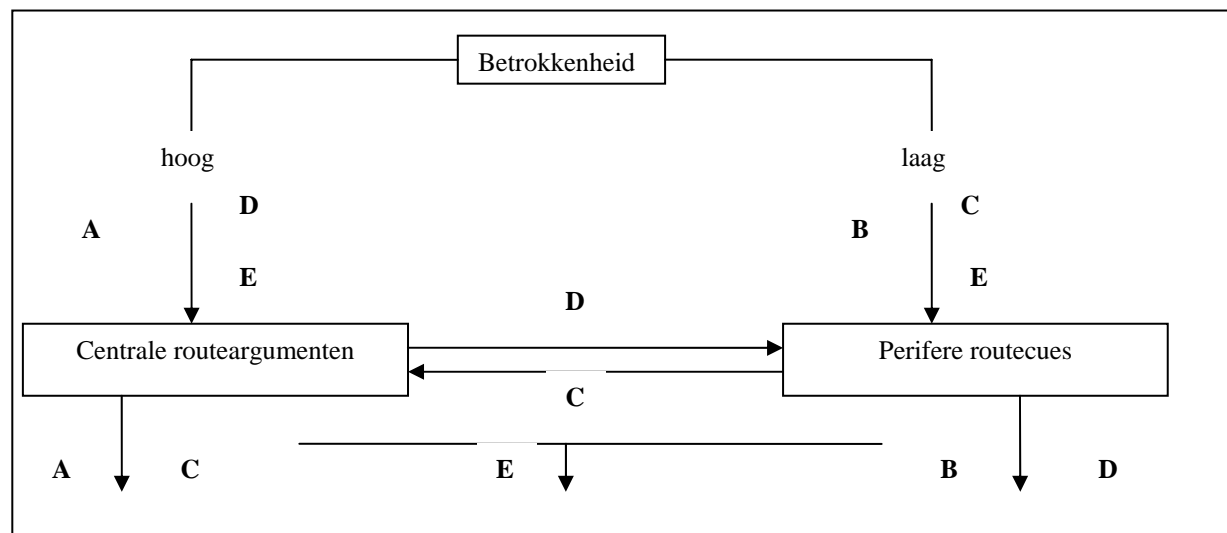 Betrokkenheid
hoog laag
D C
A B
E E
D
Centrale routeargumenten Perifere routecues
C
A C E B D